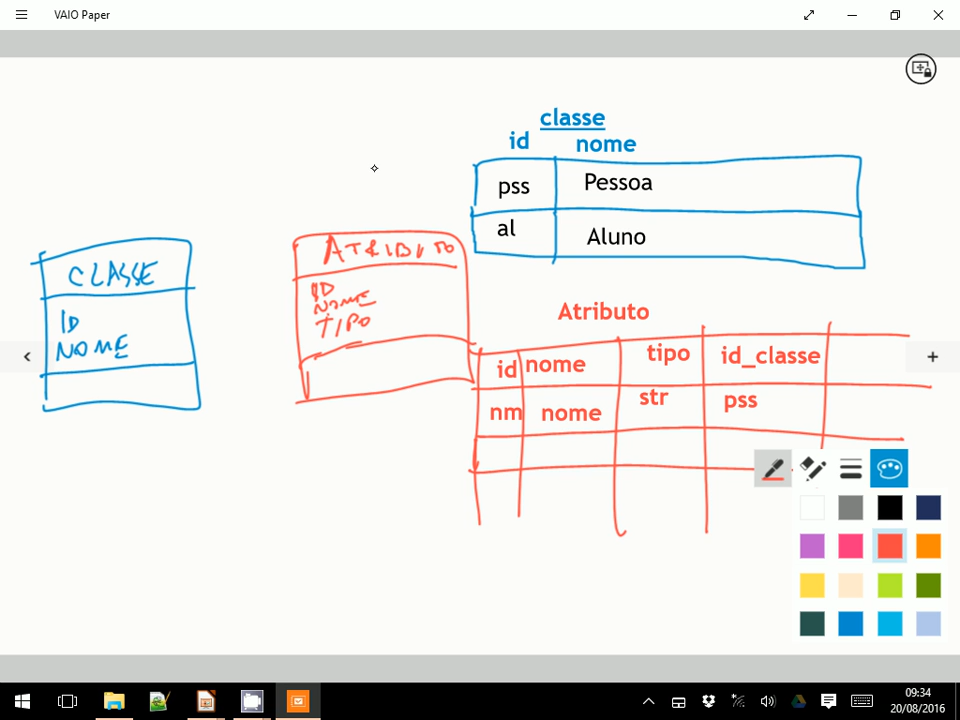 VAIO Paper
classe
id nome
pss Pessoa
al Aluno
CLASSE
ID
NOME
ATRIBUTO
ID
NOME
TIPO
Atributo
id nome tipo id_classe
nm nome str pss
09:34
20/08/2016